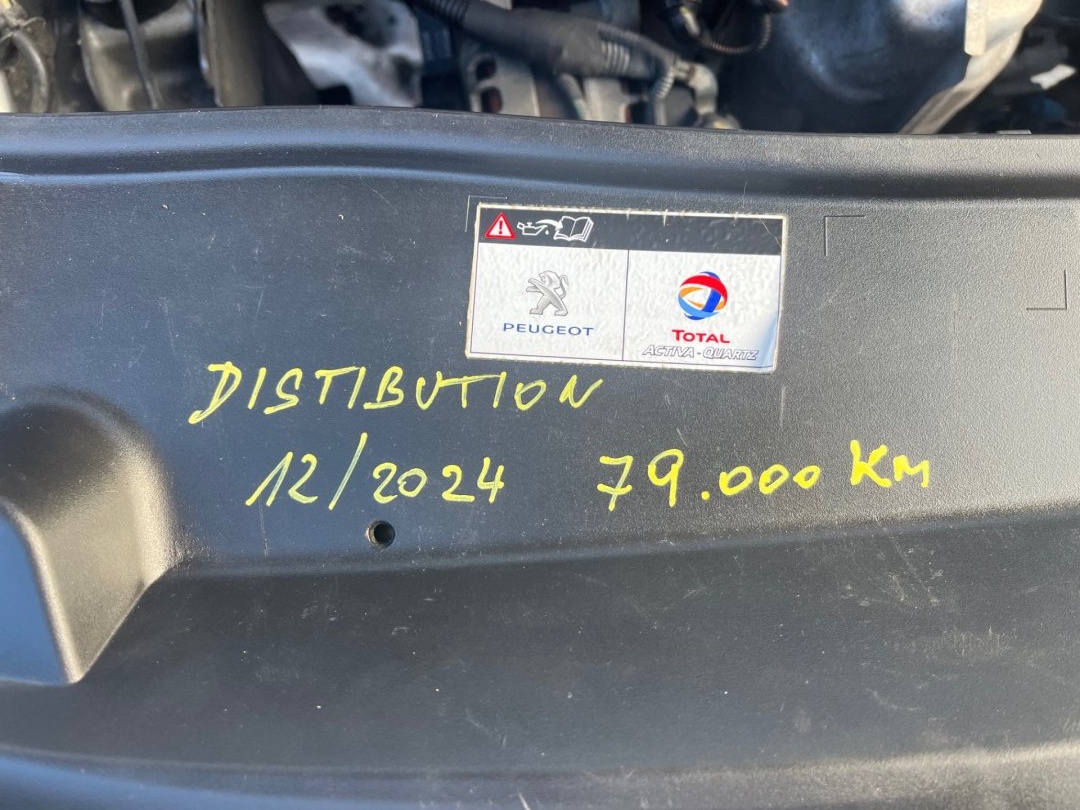 PEUGEOT
TOTAL
ACTIVA-QUARTZ
DISTIBUTION
12/2024 79.000 KM